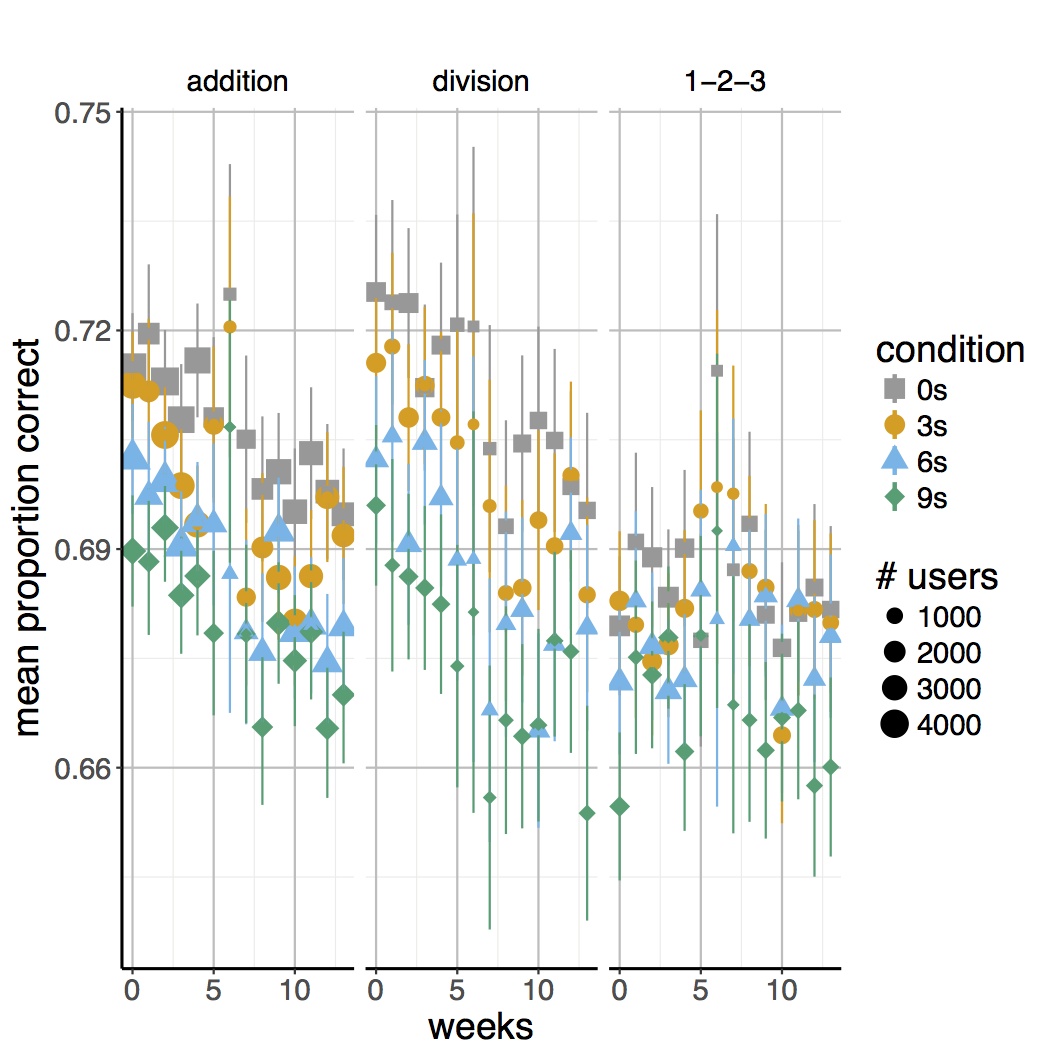 addition division 1−2−3
0.75
0.72
0.69
0.66
mean proportion correct
0 5 10 0 5 10 0 5 10
weeks
condition
0s
3s
6s
9s
# users
1000
2000
3000
4000